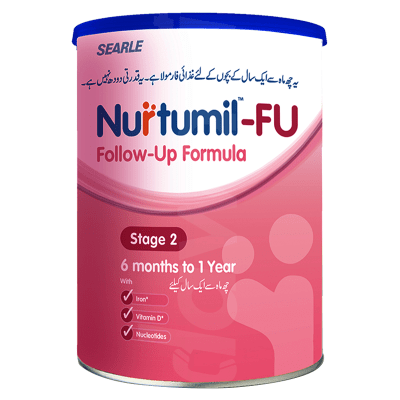 SEARLE
یہ چھ ماہ سے ایک سال کے بچوں کے لئے غذائی فارمولا ہے۔ یہ قدرتی دودھ نہیں ہے۔
Nurtumil™-FU
Follow-Up Formula
Stage 2
6 months to 1 Year
چھ ماہ سے ایک سال کیلئے
With
Iron*
Vitamin D*
Nucleotides